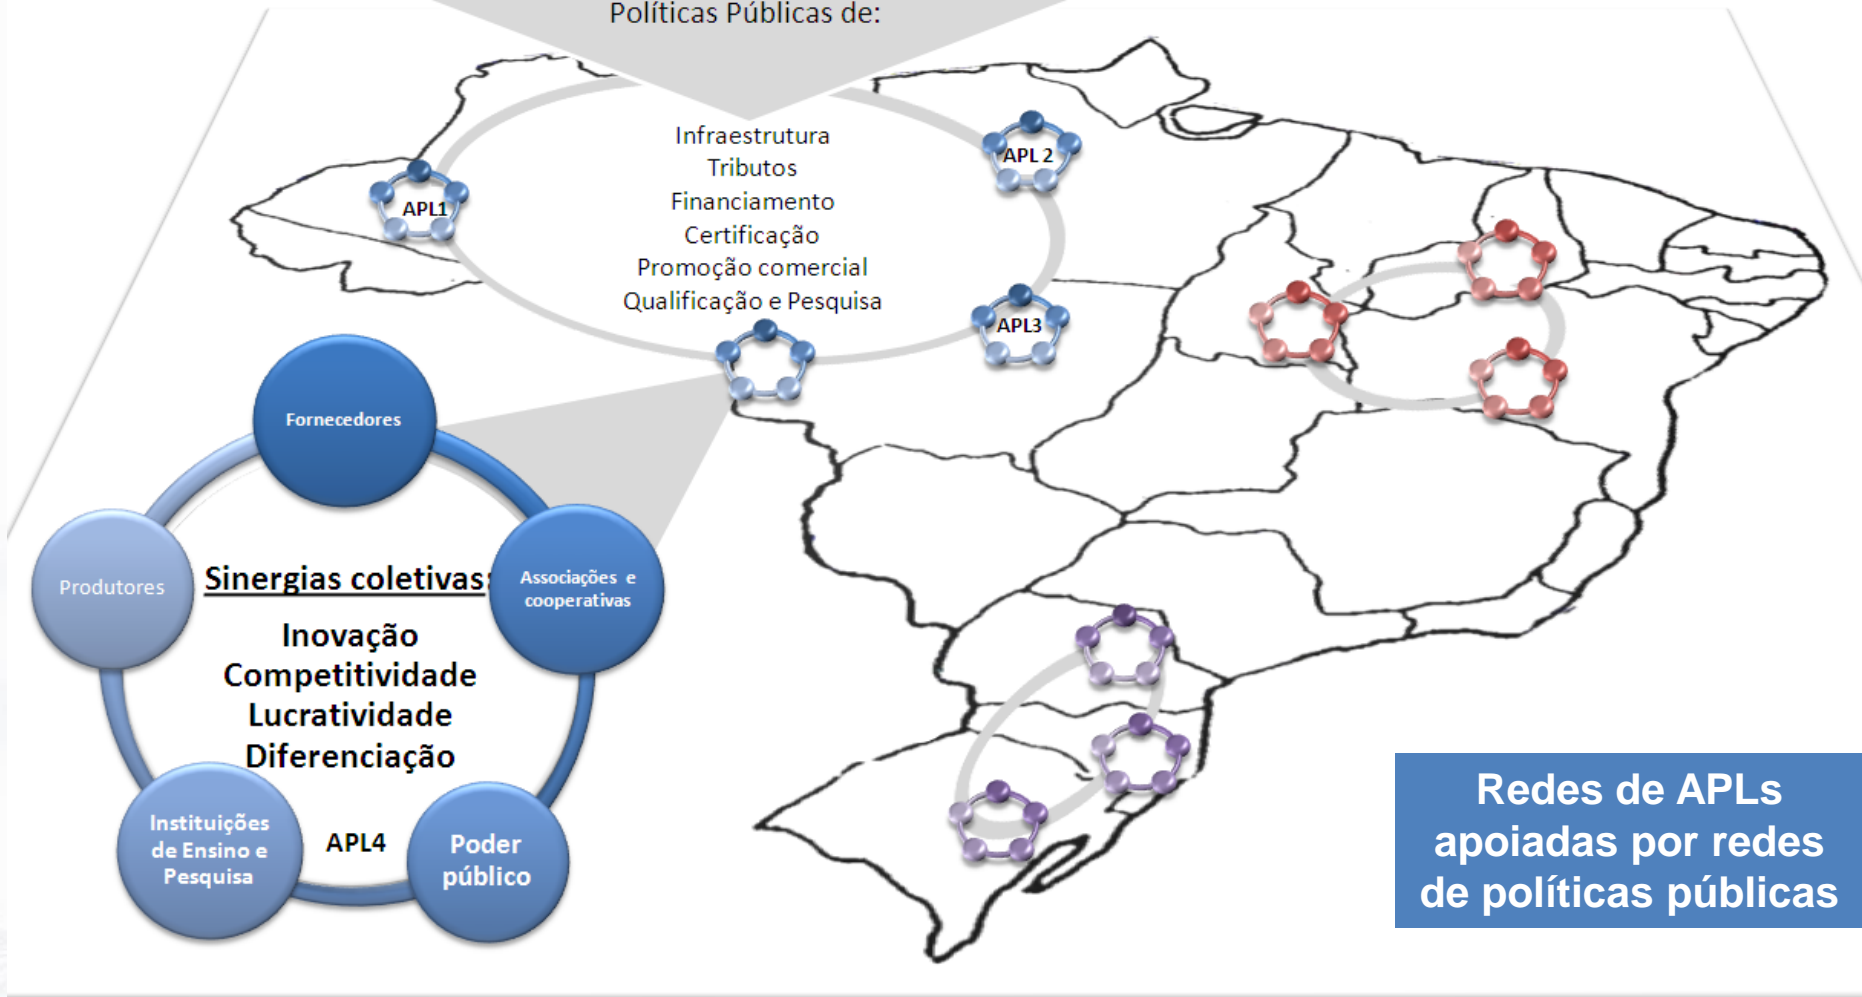 Políticas Públicas de:
Infraestrutura
Tributos
Financiamento
Certificação
Promoção comercial
Qualificação e Pesquisa
APL1
APL 2
APL3
Fornecedores
Produtores
Associações e
cooperativas
Sinergias coletivas:
Inovação
Competitividade
Lucratividade
Diferenciação
Instituições
de Ensino e
Pesquisa
APL4
Poder
público
Redes de APLs
apoiadas por redes
de políticas públicas